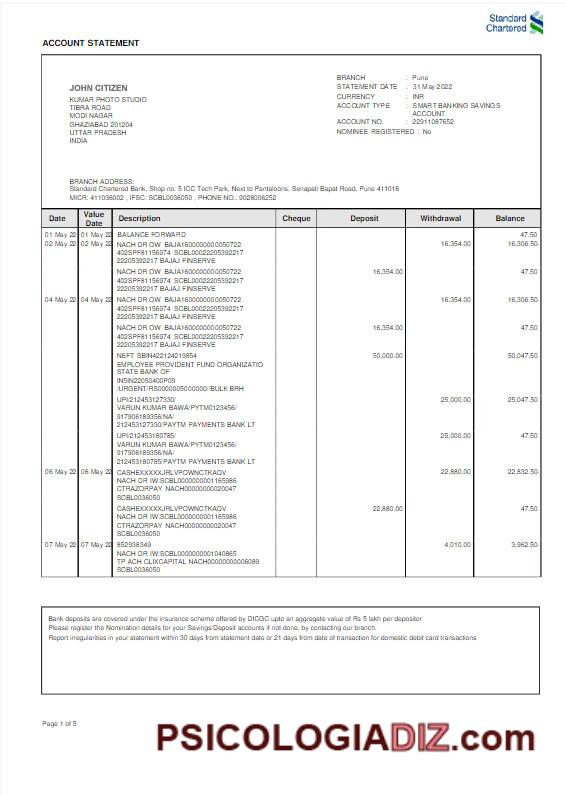 Standard
Chartered
ACCOUNT STATEMENT
JOHN CITIZEN
KUMAR PHOTO STUDIO
TIBRA ROAD
MODI NAGAR
GHAZIABAD 201204
UTTAR PRADESH
INDIA
BRANCH : Pune
STATEMENT DATE : 31 May 2022
CURRENCY : INR
ACCOUNT TYPE : SMART BANKING SAVINGS
ACCOUNT
ACCOUNT NO. : 22911087652
NOMINEE REGISTERED : No
BRANCH ADDRESS:
Standard Chartered Bank, Shop no. 5 ICC Tech Park, Next to Pantaloons, Senapati Bapat Road, Pune 411016
MICR: 411036002 ; IFSC: SCBL0036050 ; PHONE NO.: 9028006252
Date Value Date Description Cheque Deposit Withdrawal Balance
01 May 22 01 May 22 BALANCE FORWARD 47.50
02 May 22 02 May 22 NACH DR OW BAJA1600000000050722 16,354.00 16,306.50-
402SPF81156974 SCBL00022205392217
22205392217 BAJAJ FINSERVE
NACH DR OW BAJA1600000000050722 16,354.00 47.50
402SPF81156974 SCBL00022205392217
22205392217 BAJAJ FINSERVE
04 May 22 04 May 22 NACH DR OW BAJA1600000000050722 16,354.00 16,306.50-
402SPF81156974 SCBL00022205392217
22205392217 BAJAJ FINSERVE
NACH DR OW BAJA1600000000050722 16,354.00 47.50
402SPF81156974 SCBL00022205392217
22205392217 BAJAJ FINSERVE
NEFT SBIN422124219854 50,000.00 50,047.50
EMPLOYEE PROVIDENT FUND ORGANIZATIO
STATE BANK OF
INSIN22050400P09
/URGENT/RS0000005000000/BULK BRH
UPI/212453127330/ 25,000.00 25,047.50
VARUN KUMAR BAWA/PYTM0123456/
917906189356/NA/
212453127330/PAYTM PAYMENTS BANK LT
UPI/212453180785/ 25,000.00 47.50
VARUN KUMAR BAWA/PYTM0123456/
917906189356/NA/
212453180785/PAYTM PAYMENTS BANK LT
06 May 22 06 May 22 CASHEXXXXXJRLVPOWNCTKAQV 22,880.00 22,832.50-
NACH DR IW.SCBL0000000001165986
CTRAZORPAY NACH00000000020047
SCBL0036050
CASHEXXXXXJRLVPOWNCTKAQV 22,880.00 47.50
NACH DR IW.SCBL0000000001165986
CTRAZORPAY NACH00000000020047
SCBL0036050
07 May 22 07 May 22 852938349 4,010.00 3,962.50-
NACH DR IW.SCBL0000000001040865
TP ACH CLIXCAPITAL NACH00000000006089
SCBL0036050
Bank deposits are covered under the insurance scheme offered by DICGC upto an aggregate value of Rs 5 lakh per depositor
Please register the Nomination details for your Savings/Deposit accounts if not done, by contacting our branch.
Report irregularities in your statement within 30 days from statement date or 21 days from date of transaction for domestic debit card transactions
Page 1 of 5
PSICOLOGIADIZ.com